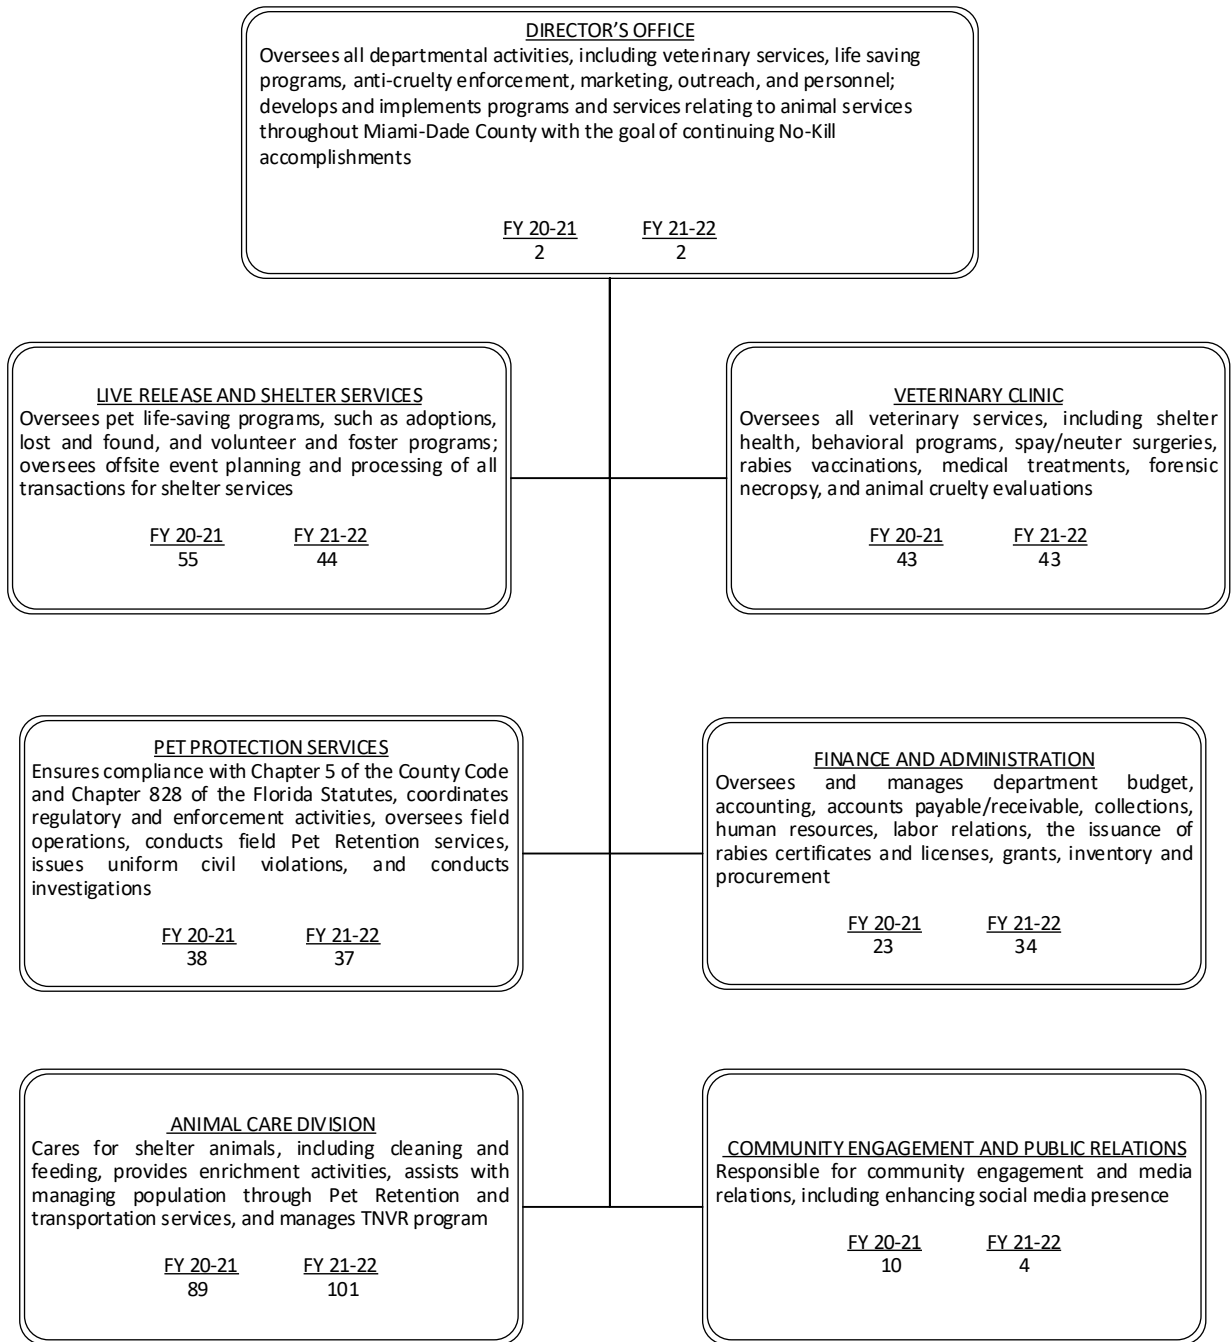 DIRECTOR'S OFFICE
Oversees all departmental activities, including veterinary services, life saving
programs, anti-cruelty enforcement, marketing, outreach, and personnel;
develops and implements programs and services relating to animal services
throughout Miami-Dade County with the goal of continuing No-Kill
accomplishments
FY 20-21 FY 21-22
2 2
LIVE RELEASE AND SHELTER SERVICES
Oversees pet life-saving programs, such as adoptions,
lost and found, and volunteer and foster programs;
oversees offsite event planning and processing of all
transactions for shelter services
FY 20-21 FY 21-22
55 44
VETERINARY CLINIC
Oversees all veterinary services, including shelter
health, behavioral programs, spay/neuter surgeries,
rabies vaccinations, medical treatments, forensic
necropsy, and animal cruelty evaluations
FY 20-21 FY 21-22
43 43
PET PROTECTION SERVICES
Ensures compliance with Chapter 5 of the County Code
and Chapter 828 of the Florida Statutes, coordinates
regulatory and enforcement activities, oversees field
operations, conducts field Pet Retention services,
issues uniform civil violations, and conducts
investigations
FY 20-21 FY 21-22
38 37
FINANCE AND ADMINISTRATION
Oversees and manages department budget,
accounting, accounts payable/receivable, collections,
human resources, labor relations, the issuance of
rabies certificates and licenses, grants, inventory and
procurement
FY 20-21 FY 21-22
23 34
ANIMAL CARE DIVISION
Cares for shelter animals, including cleaning and
feeding, provides enrichment activities, assists with
managing population through Pet Retention and
transportation services, and manages TNVR program
FY 20-21 FY 21-22
89 101
COMMUNITY ENGAGEMENT AND PUBLIC RELATIONS
Responsible for community engagement and media
relations, including enhancing social media presence
FY 20-21 FY 21-22
10 4